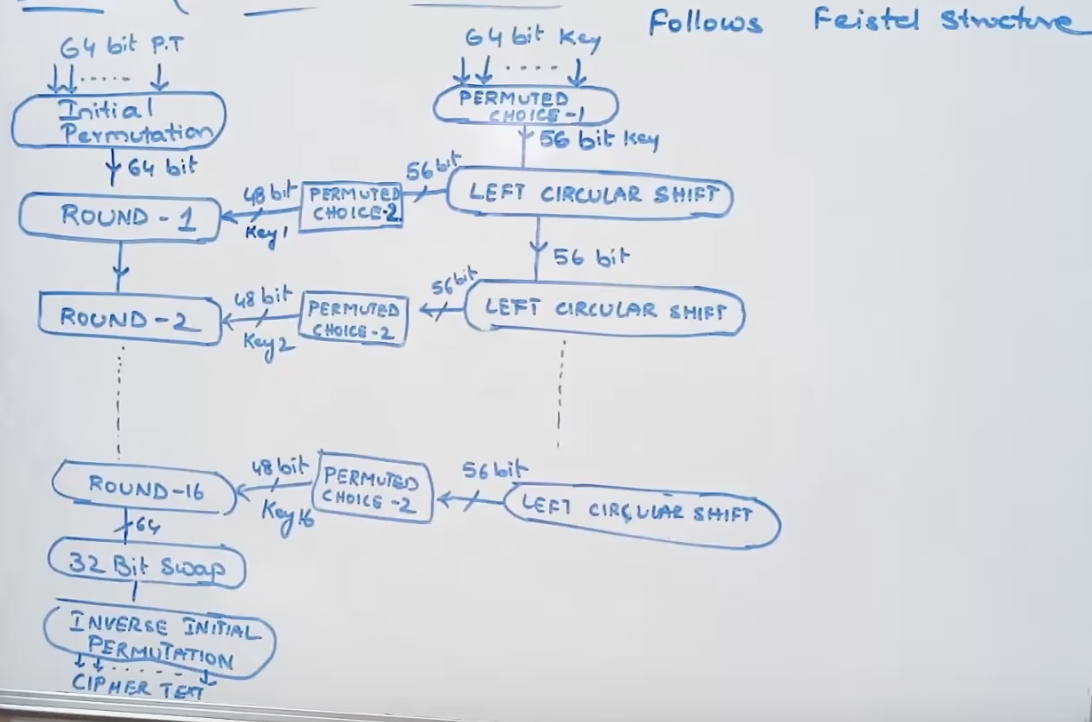 Follows Feistel Structure
64 bit P.T
Initial
Permutation
64 bit
ROUND - 1
ROUND-2
ROUND-16
64
32 Bit Swap
INVERSE INITIAL
PERMUTATION
CIPHER TEXT
48 bit
Key 1
PERMUTED
CHOICE-2
56 bit
48 bit
Key 2
PERMUTED
CHOICE-2
56 bit
48 bit
Key 16
PERMUTED
CHOICE -2
56 bit
64 bit Key
PERMUTED
CHOICE -1
56 bit Key
LEFT CIRCULAR SHIFT
56 bit
LEFT CIRCULAR SHIFT
LEFT CIRCULAR SHIFT